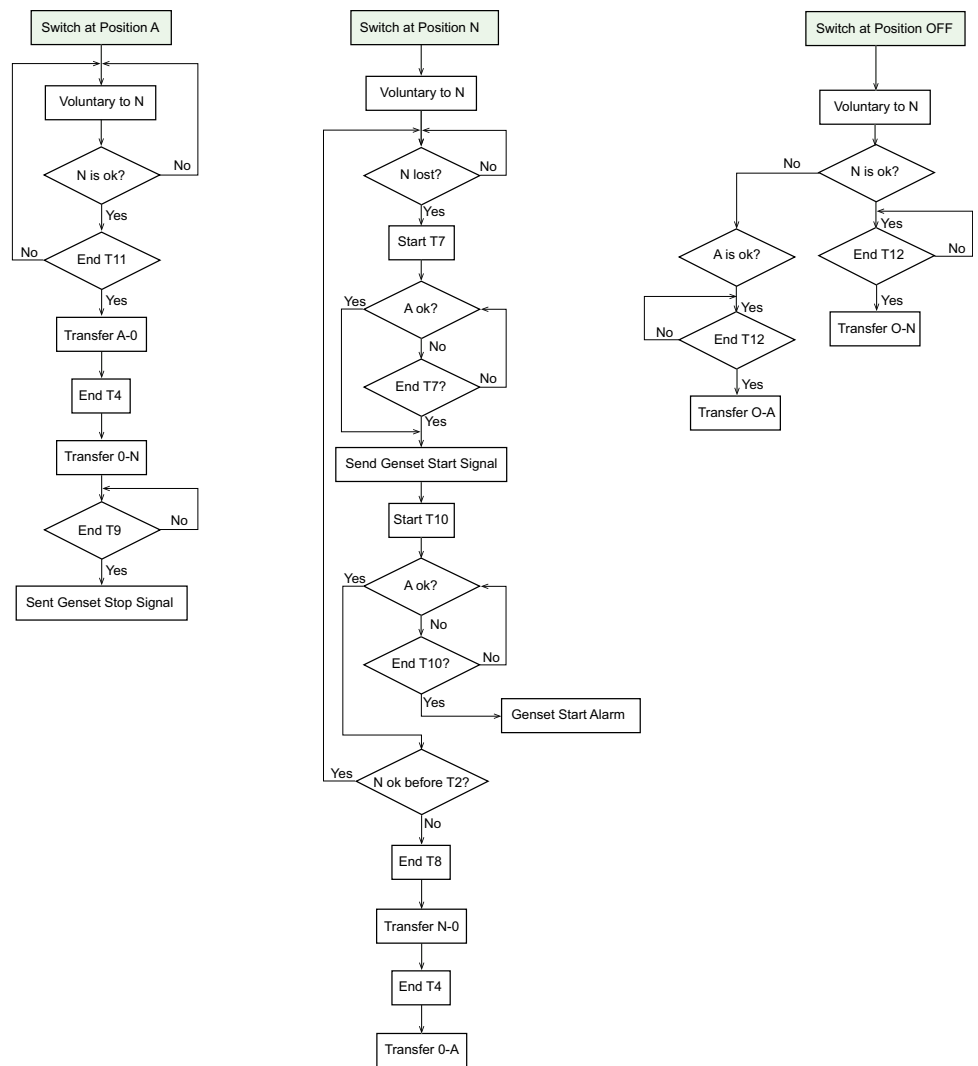 Switch at Position A
Voluntary to N
N is ok?
No
Yes
End T11
No
Yes
Transfer A-0
End T4
Transfer 0-N
End T9
No
Yes
Sent Genset Stop Signal
Switch at Position N
Voluntary to N
N lost?
No
Yes
Start T7
Yes
A ok?
No
End T7?
No
Yes
Send Genset Start Signal
Start T10
Yes
A ok?
No
End T10?
No
Yes
Genset Start Alarm
Yes
N ok before T2?
No
End T8
Transfer N-0
End T4
Transfer 0-A
Switch at Position OFF
Voluntary to N
No
N is ok?
Yes
End T12
No
Yes
Transfer O-N
A is ok?
Yes
No
End T12
Yes
Transfer O-A